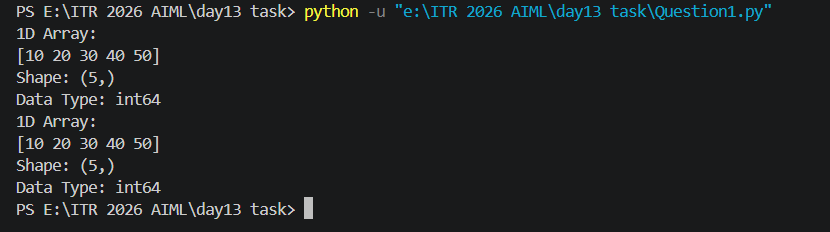 PS E:\ITR 2026 AIML\day13 task> python -u "e:\ITR 2026 AIML\day13 task\Question1.py"
1D Array:
[10 20 30 40 50]
Shape: (5,)
Data Type: int64
1D Array:
[10 20 30 40 50]
Shape: (5,)
Data Type: int64
PS E:\ITR 2026 AIML\day13 task>